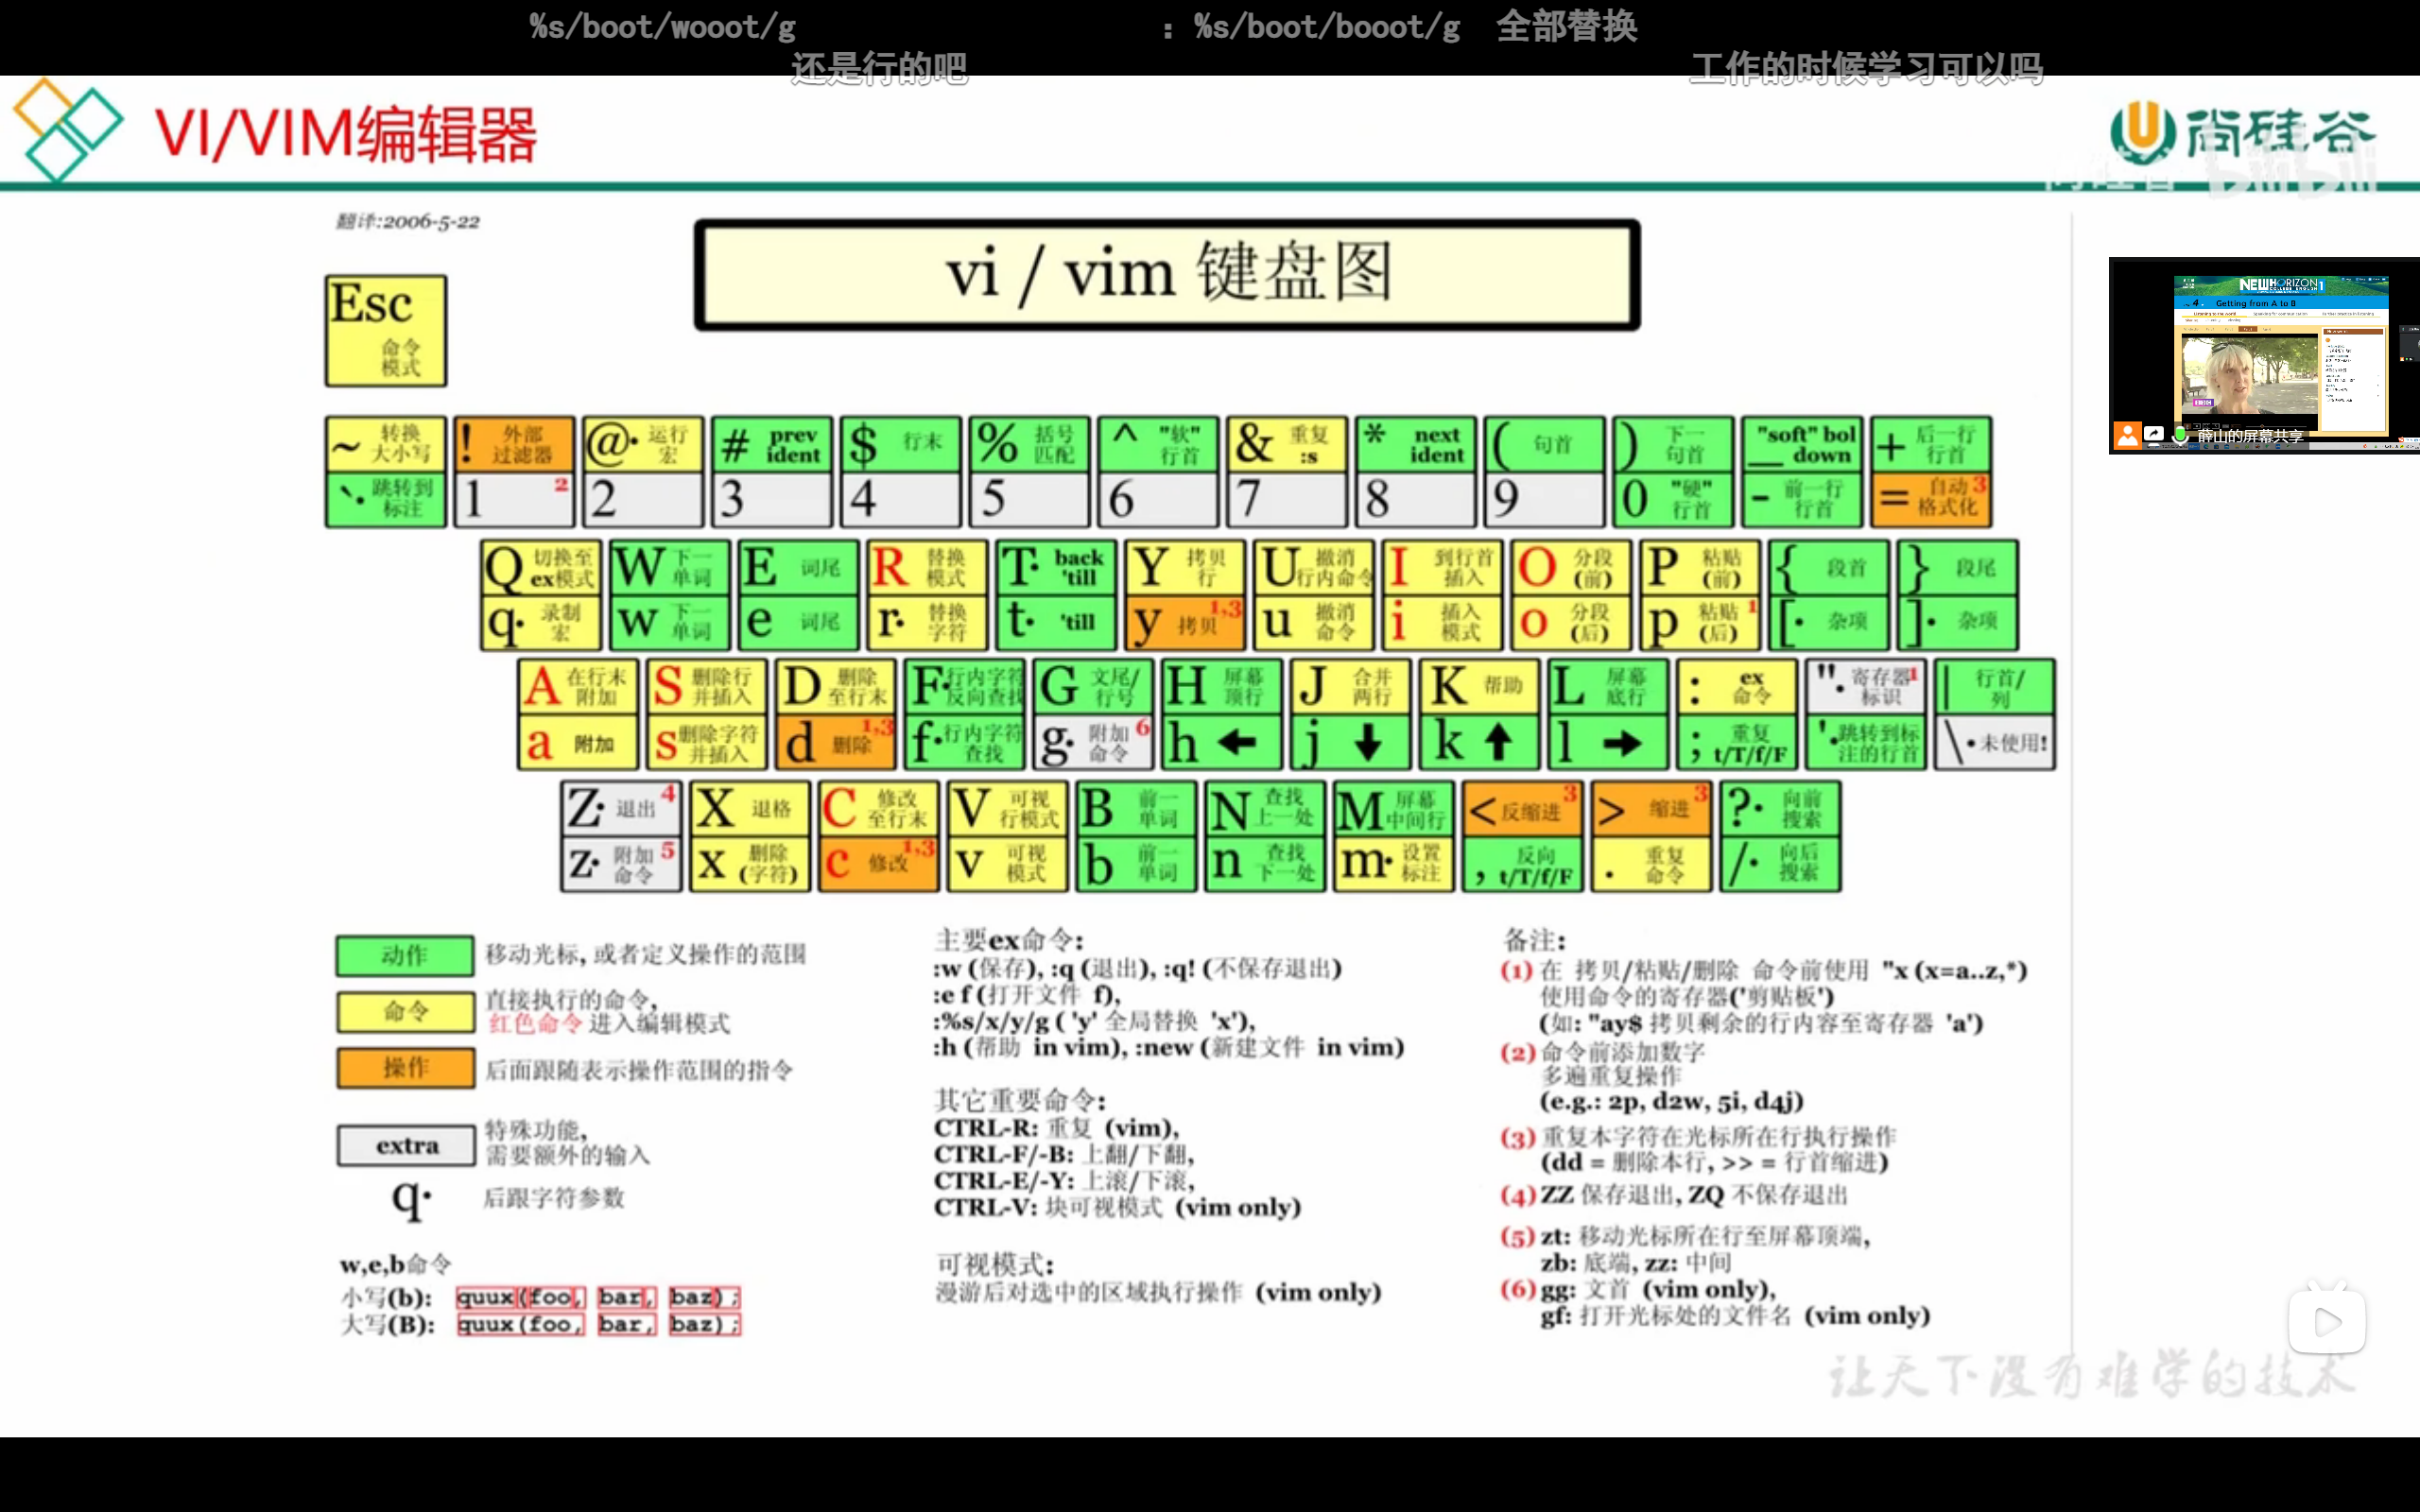 %s/boot/wooot/g
: %s/boot/booot/g 全部替换
还是行的吧
工作的时候学习可以吗
VI/VIM编辑器
尚硅谷
bilibili
翻译:2006-5-22
vi / vim 键盘图
Esc 命令模式
~ 转换大小写
! 外部过滤器
@· 运行宏
# prev ident
$ 行末
% 括号匹配
^ "软"行首
& 重复 :s
* next ident
( 句首
) 下一句首
_ "soft" bol down
+ 后一行行首
`· 跳转到标注
1 2
2
3
4
5
6
7
8
9
0 "硬"行首
- 前一行行首
= 自动格式化 3
Q 切换至ex模式
W 下一单词
E 词尾
R 替换模式
T· back 'till
Y 拷贝行
U 撤消行内命令
I 到行首插入
O 分段(前)
P 粘贴(前)
{ 段首
} 段尾
q· 录制宏
w 下一单词
e 词尾
r· 替换字符
t· 'till
y 拷贝 1,3
u 撤消命令
i 插入模式
o 分段(后)
p 粘贴(后) 1
[· 杂项
]· 杂项
A 在行末附加
S 删除行并插入
D 删除至行末
F· 行内字符反向查找
G 文尾/行号
H 屏幕顶行
J 合并两行
K 帮助
L 屏幕底行
: ex命令
"· 寄存器标识 1
| 行首/列
a 附加
s 删除字符并插入
d 删除 1,3
f· 行内字符查找
g· 附加命令 6
h ←
j ↓
k ↑
l →
; 重复 t/T/f/F
'· 跳转到标注的行首
\· 未使用!
Z· 退出 4
X 退格
C 修改至行末
V 可视行模式
B 前一单词
N 查找上一处
M 屏幕中间行
< 反缩进 3
> 缩进 3
?· 向前搜索
z· 附加命令 5
x 删除(字符)
c 修改 1,3
v 可视模式
b 前一单词
n 查找下一处
m· 设置标注
, 反向 t/T/f/F
. 重复命令
/· 向后搜索
动作 移动光标, 或者定义操作的范围
命令 直接执行的命令,
红色命令 进入编辑模式
操作 后面跟随表示操作范围的指令
extra 特殊功能,
需要额外的输入
q· 后跟字符参数
w,e,b命令
小写(b): quux(foo, bar, baz);
大写(B): quux(foo, bar, baz);
主要ex命令:
:w (保存), :q (退出), :q! (不保存退出)
:e f (打开文件 f),
:%s/x/y/g ( 'y' 全局替换 'x'),
:h (帮助 in vim), :new (新建文件 in vim)
其它重要命令:
CTRL-R: 重复 (vim),
CTRL-F/-B: 上翻/下翻,
CTRL-E/-Y: 上滚/下滚,
CTRL-V: 块可视模式 (vim only)
可视模式:
漫游后对选中的区域执行操作 (vim only)
备注:
(1) 在 拷贝/粘贴/删除 命令前使用 "x (x=a..z,*)
使用命令的寄存器('剪贴板')
(如: "ay$ 拷贝剩余的行内容至寄存器 'a')
(2) 命令前添加数字
多遍重复操作
(e.g.: 2p, d2w, 5i, d4j)
(3) 重复本字符在光标所在行执行操作
(dd = 删除本行, >> = 行首缩进)
(4) ZZ 保存退出, ZQ 不保存退出
(5) zt: 移动光标所在行至屏幕顶端,
zb: 底端, zz: 中间
(6) gg: 文首 (vim only),
gf: 打开光标处的文件名 (vim only)
NEW HORIZON
4 Getting from A to B
薛山的屏幕共享
让天下没有难学的技术